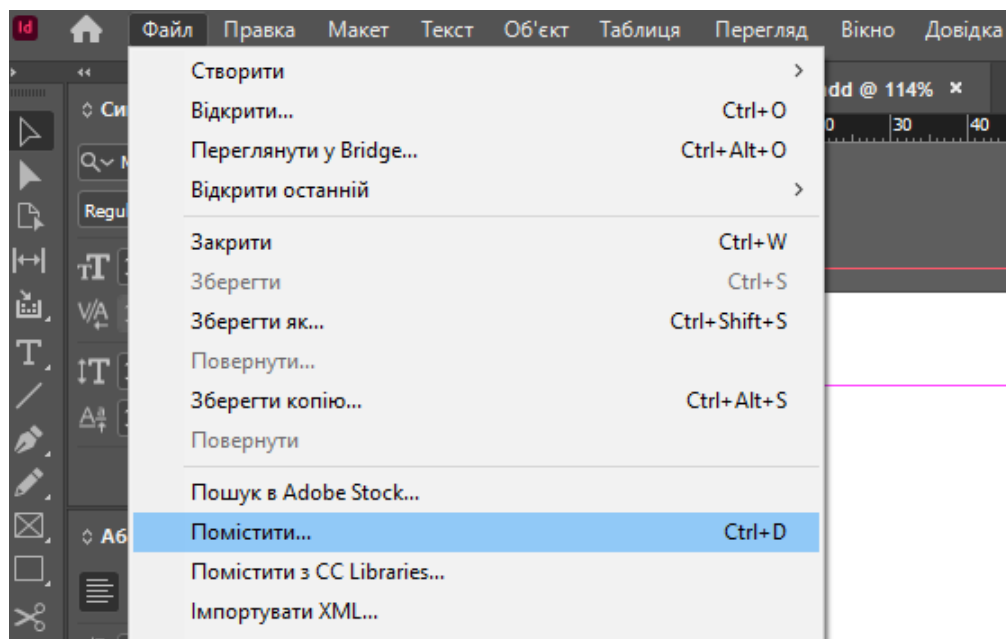 Id Файл Правка Макет Текст Об'єкт Таблиця Перегляд Вікно Довідка
Створити
dd @ 114% ×
Відкрити... Ctrl+O
30 40
Переглянути у Bridge... Ctrl+Alt+O
Відкрити останній
Regul
Закрити Ctrl+W
Зберегти Ctrl+S
Зберегти як... Ctrl+Shift+S
Повернути...
Зберегти копію... Ctrl+Alt+S
Повернути
Пошук в Adobe Stock...
Помістити... Ctrl+D
Помістити з CC Libraries...
Імпортувати XML...